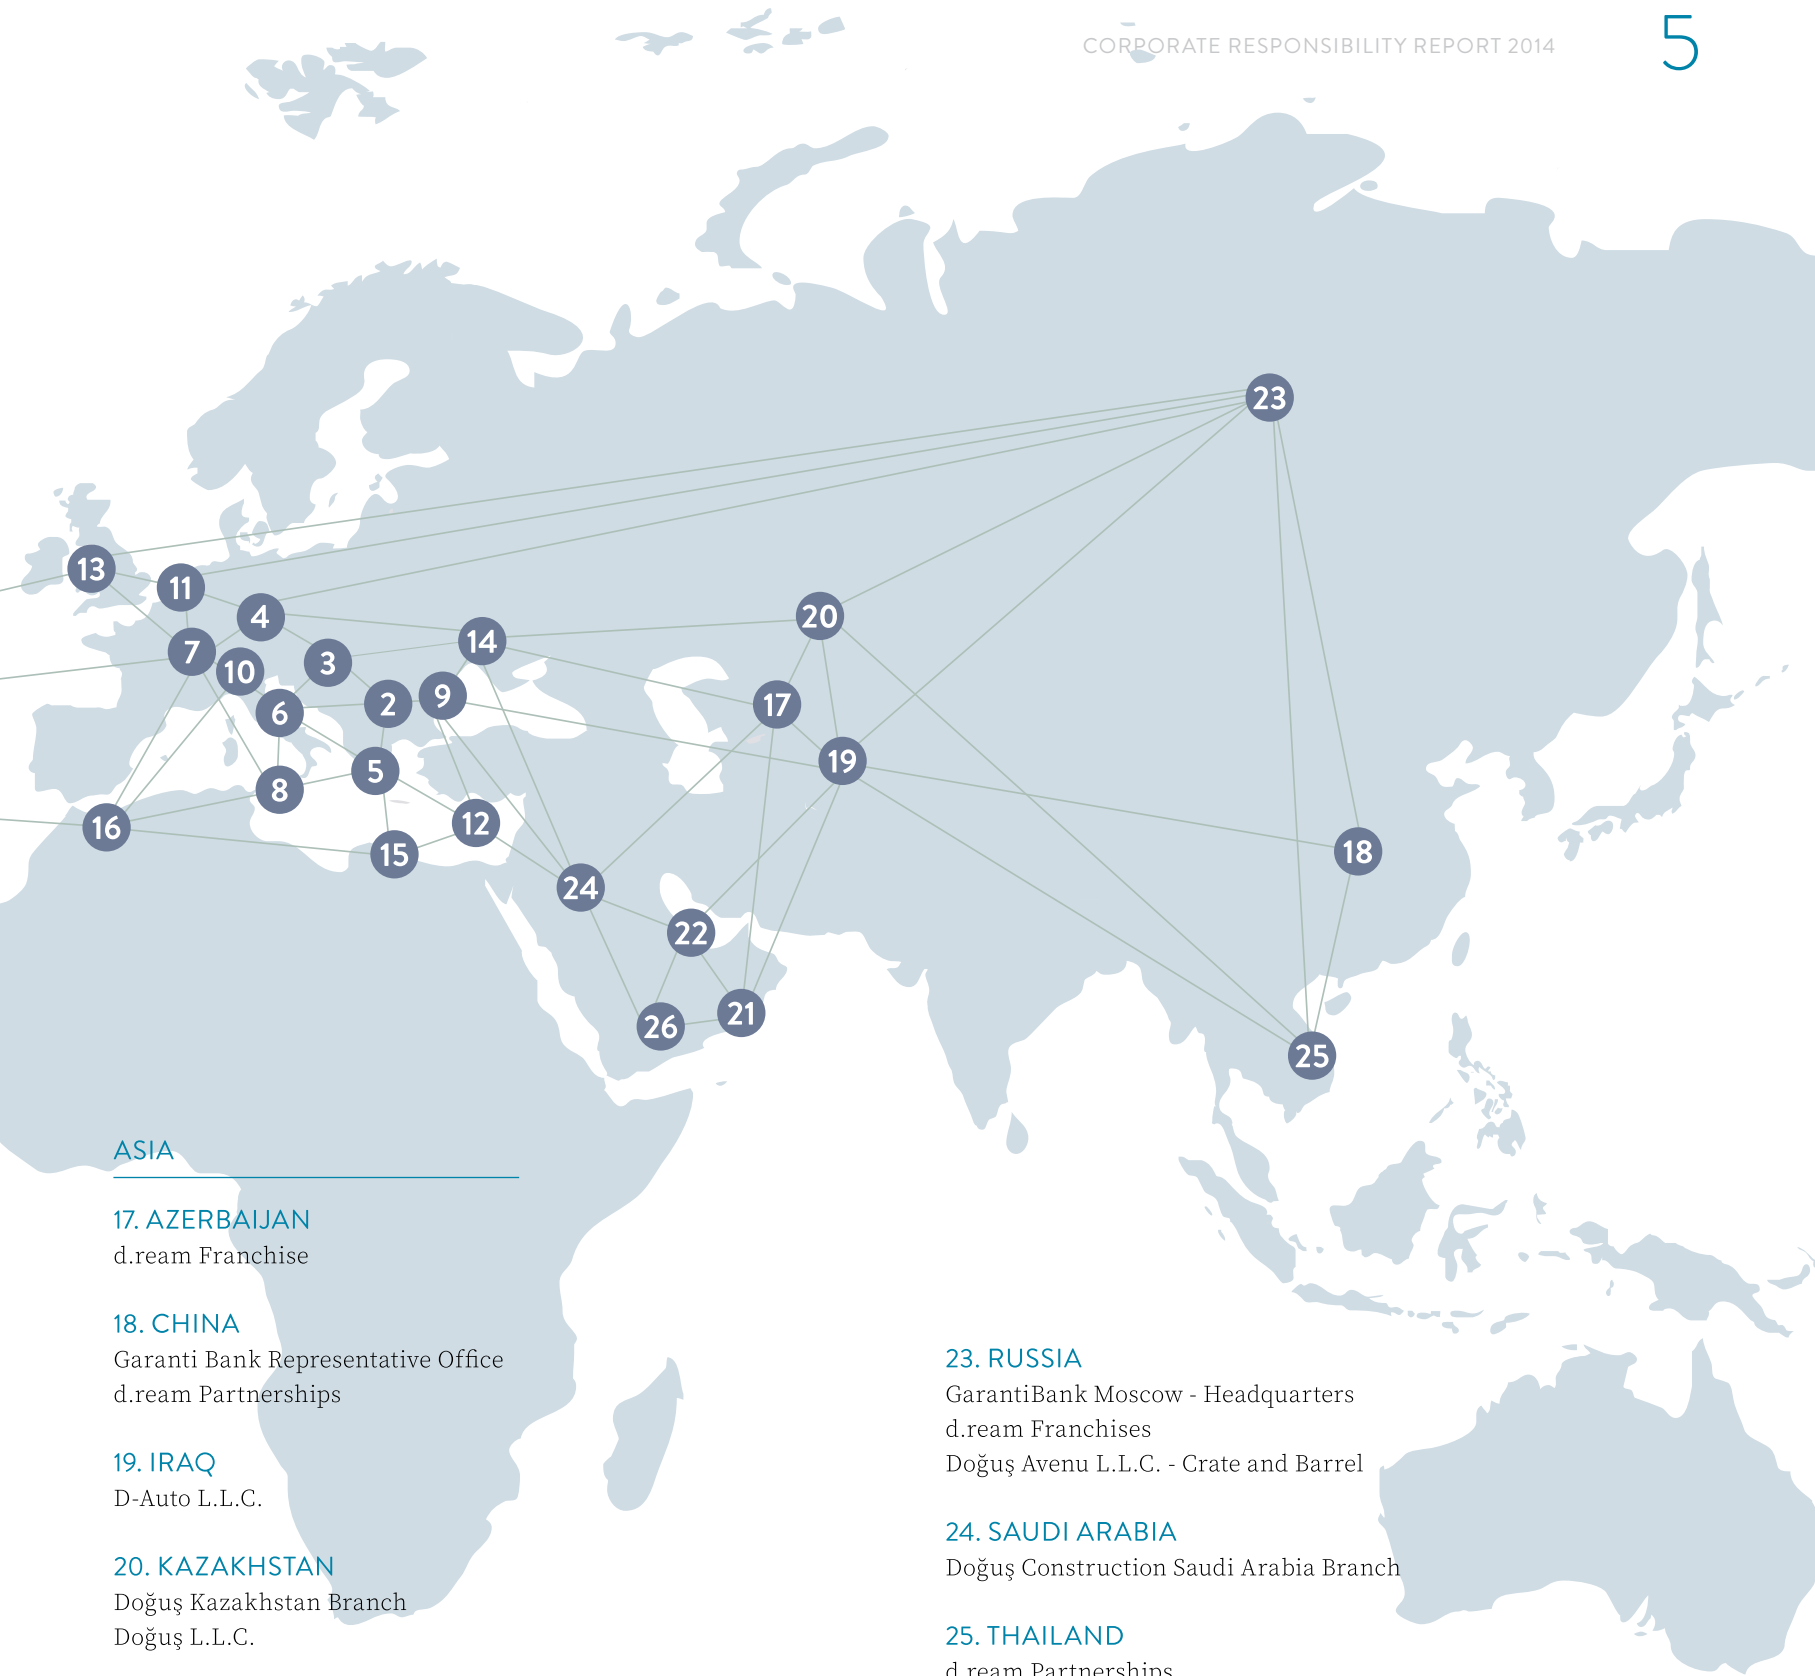 CORPORATE RESPONSIBILITY REPORT 2014
5
23
13
11
4
20
14
7
3
10
9
2
17
6
19
5
8
12
16
18
15
24
22
21
26
25
ASIA
17. AZERBAIJAN
d.ream Franchise
18. CHINA
Garanti Bank Representative Office
d.ream Partnerships
19. IRAQ
D-Auto L.L.C.
20. KAZAKHSTAN
Doğuş Kazakhstan Branch
Doğuş L.L.C.
23. RUSSIA
GarantiBank Moscow - Headquarters
d.ream Franchises
Doğuş Avenu L.L.C. - Crate and Barrel
24. SAUDI ARABIA
Doğuş Construction Saudi Arabia Branch
25. THAILAND
d.ream Partnerships